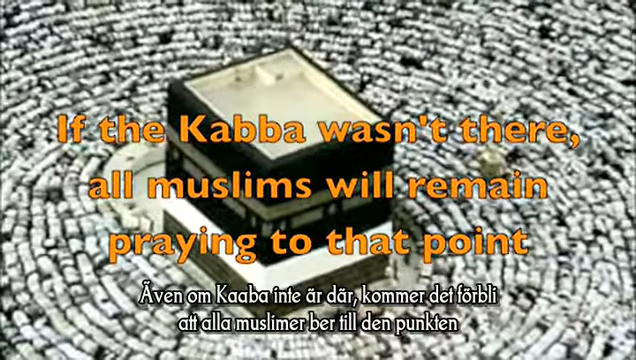 If the Kabba wasn't there,
all muslims will remain
praying to that point
Även om Kaaba inte är där, kommer det förbli
att alla muslimer ber till den punkten